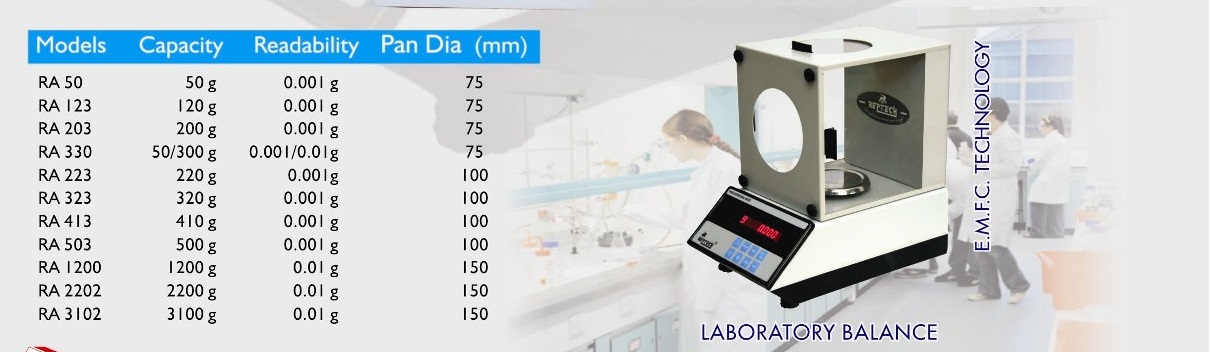 Models Capacity Readability Pan Dia (mm)
RA 50 50 g 0.001 g 75
RA 123 120 g 0.001 g 75
RA 203 200 g 0.001 g 75
RA 330 50/300 g 0.001/0.01g 75
RA 223 220 g 0.001g 100
RA 323 320 g 0.001 g 100
RA 413 410 g 0.001 g 100
RA 503 500 g 0.001 g 100
RA 1200 1200 g 0.01 g 150
RA 2202 2200 g 0.01 g 150
RA 3102 3100 g 0.01 g 150
E.M.F.C. TECHNOLOGY
9 0.000
LABORATORY BALANCE